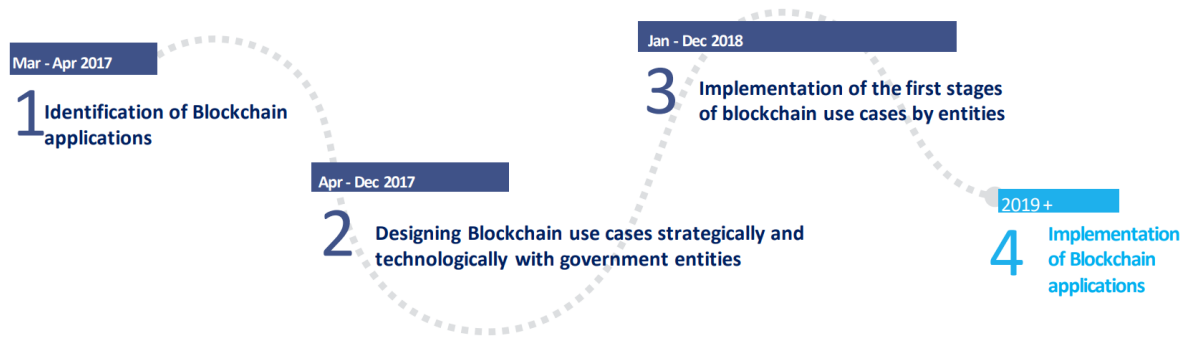 Mar - Apr 2017
1
Identification of Blockchain
applications
Apr - Dec 2017
2
Designing Blockchain use cases strategically and
technologically with government entities
Jan - Dec 2018
3
Implementation of the first stages
of blockchain use cases by entities
2019 +
4
Implementation
of Blockchain
applications